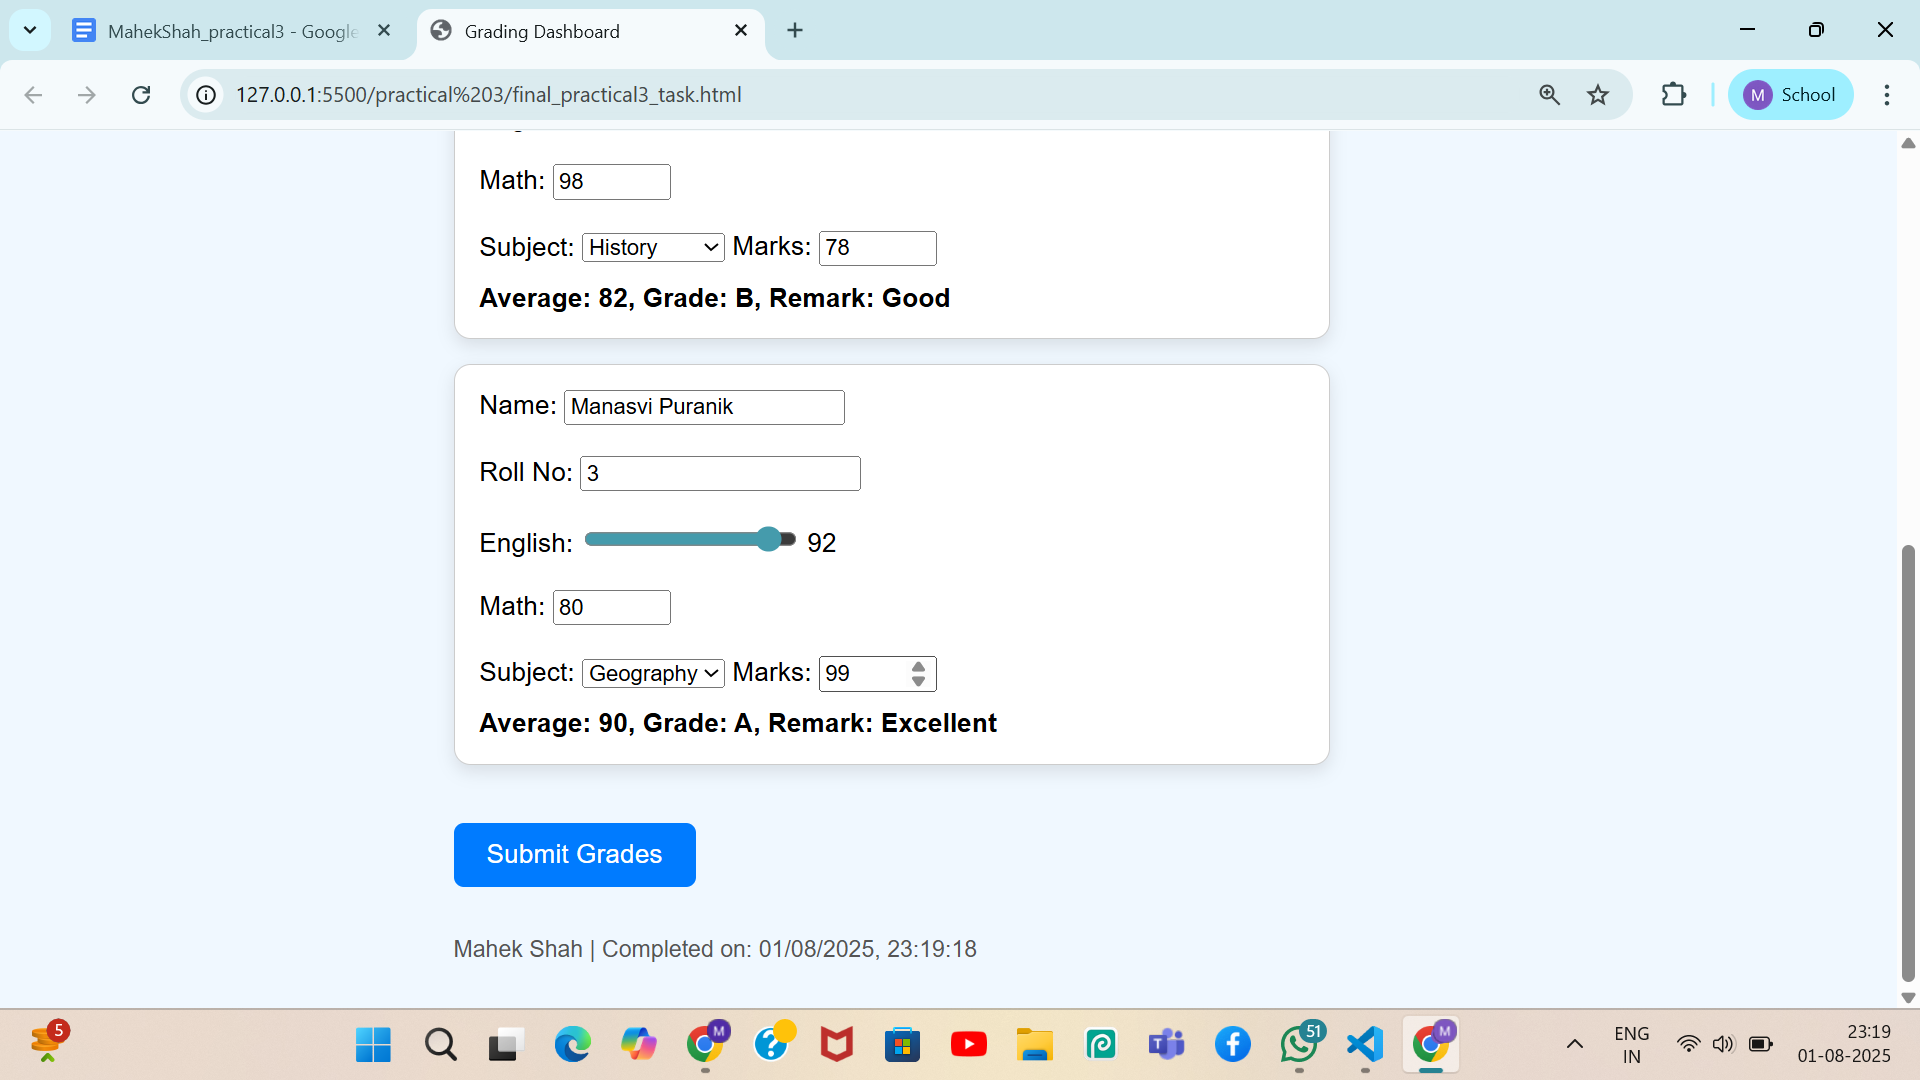 MahekShah_practical3 - Google
Grading Dashboard
127.0.0.1:5500/practical%203/final_practical3_task.html
M School
Math: 98
Subject: History Marks: 78
Average: 82, Grade: B, Remark: Good
Name: Manasvi Puranik
Roll No: 3
English: 92
Math: 80
Subject: Geography Marks: 99
Average: 90, Grade: A, Remark: Excellent
Submit Grades
Mahek Shah | Completed on: 01/08/2025, 23:19:18
5
M
51
M
ENG
IN
23:19
01-08-2025